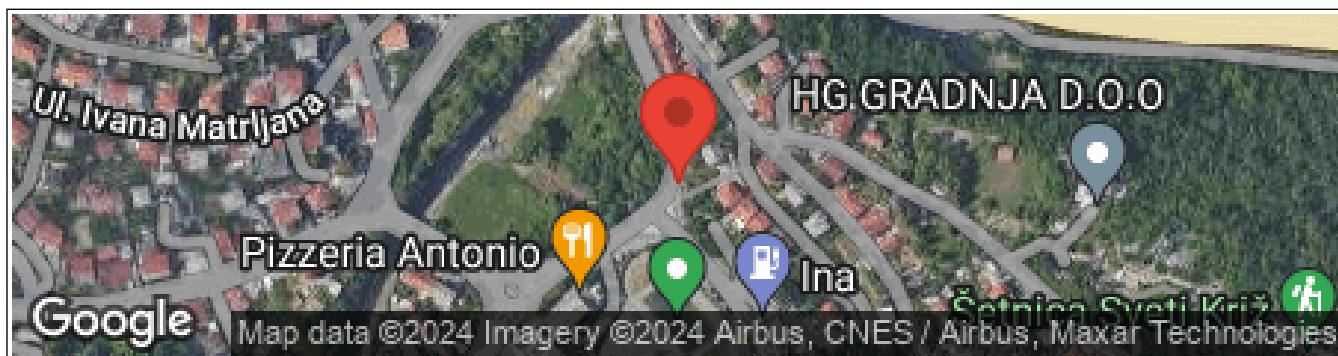 Ul. Ivana Matrljana
HG GRADNJA D.O.O
Pizzeria Antonio
Ina
Šetnica Sveti Križ
Google
Map data ©2024 Imagery ©2024 Airbus, CNES / Airbus, Maxar Technologies